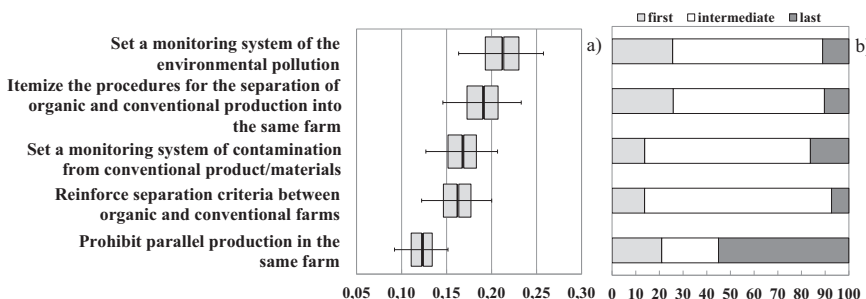 first intermediate last
a)
b)
Set a monitoring system of the
environmental pollution
Itemize the procedures for the separation of
organic and conventional production into
the same farm
Set a monitoring system of contamination
from conventional product/materials
Reinforce separation criteria between
organic and conventional farms
Prohibit parallel production in the
same farm
0,05 0,10 0,15 0,20 0,25 0,30
0 10 20 30 40 50 60 70 80 90 100